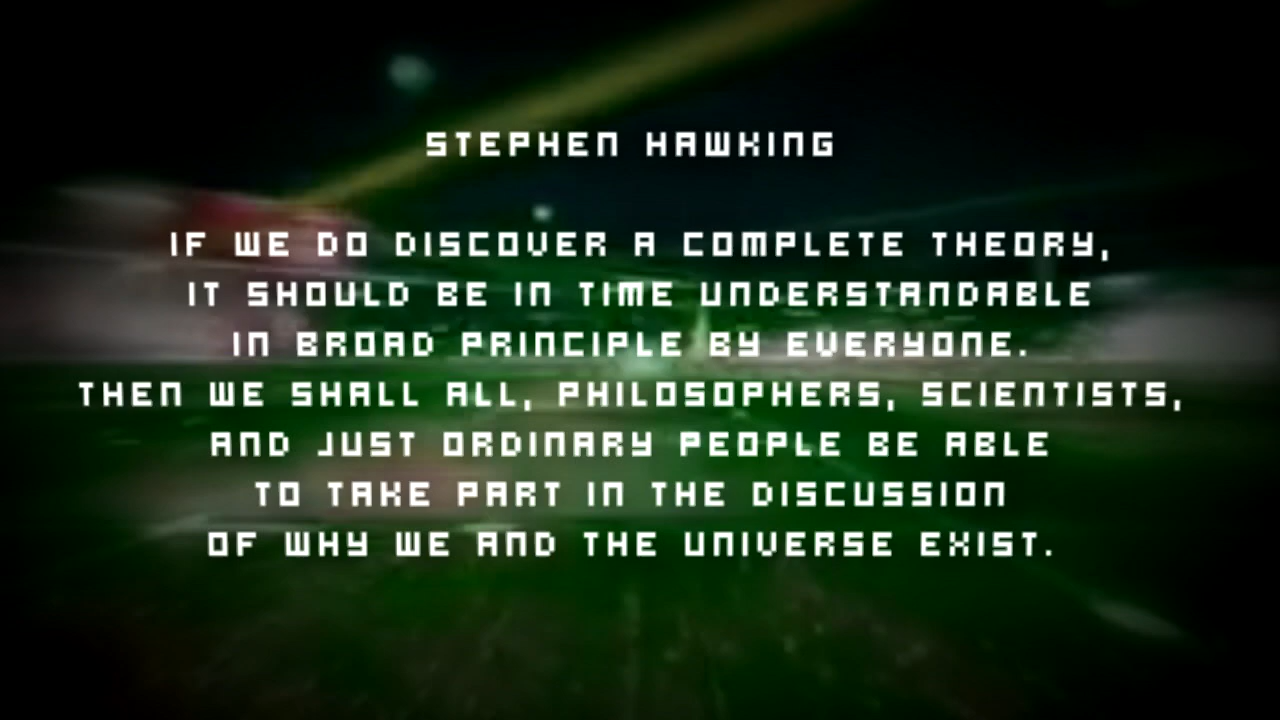 STEPHEN HAWKING
IF WE DO DISCOVER A COMPLETE THEORY,
IT SHOULD BE IN TIME UNDERSTANDABLE
IN BROAD PRINCIPLE BY EVERYONE.
THEN WE SHALL ALL, PHILOSOPHERS, SCIENTISTS,
AND JUST ORDINARY PEOPLE BE ABLE
TO TAKE PART IN THE DISCUSSION
OF WHY WE AND THE UNIVERSE EXIST.